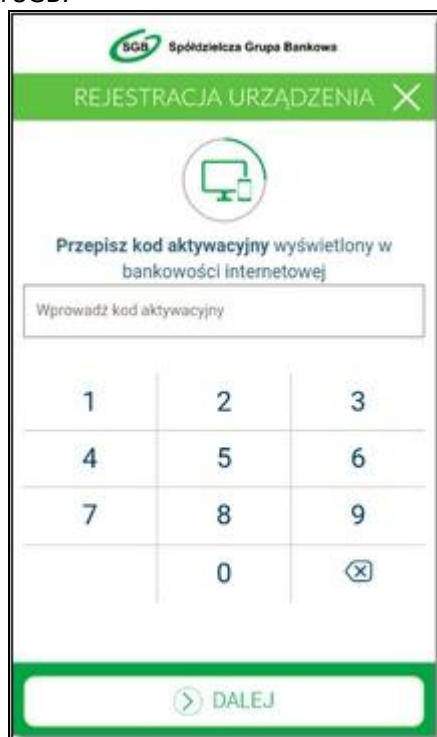 SGB Spółdzielcza Grupa Bankowa
REJESTRACJA URZĄDZENIA
Przepisz kod aktywacyjny wyświetlony w
bankowości internetowej
Wprowadź kod aktywacyjny
1 2 3
4 5 6
7 8 9
0
DALEJ